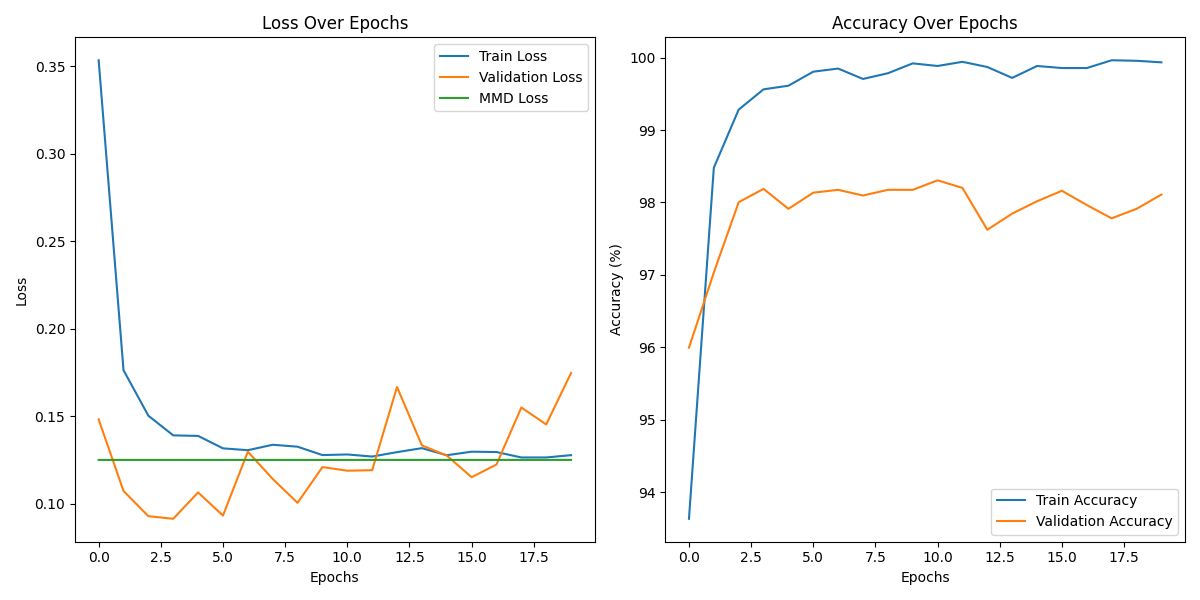 Loss Over Epochs
Train Loss
Validation Loss
MMD Loss
0.35
0.30
0.25
0.20
0.15
0.10
Loss
0.0 2.5 5.0 7.5 10.0 12.5 15.0 17.5
Epochs
Accuracy Over Epochs
100
99
98
97
96
95
94
Accuracy (%)
Train Accuracy
Validation Accuracy
0.0 2.5 5.0 7.5 10.0 12.5 15.0 17.5
Epochs